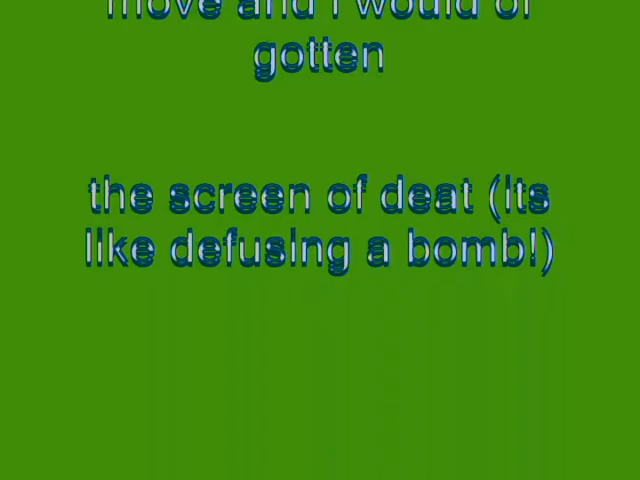 move and i would of
gotten
the screen of deat (its
like defusing a bomb!)